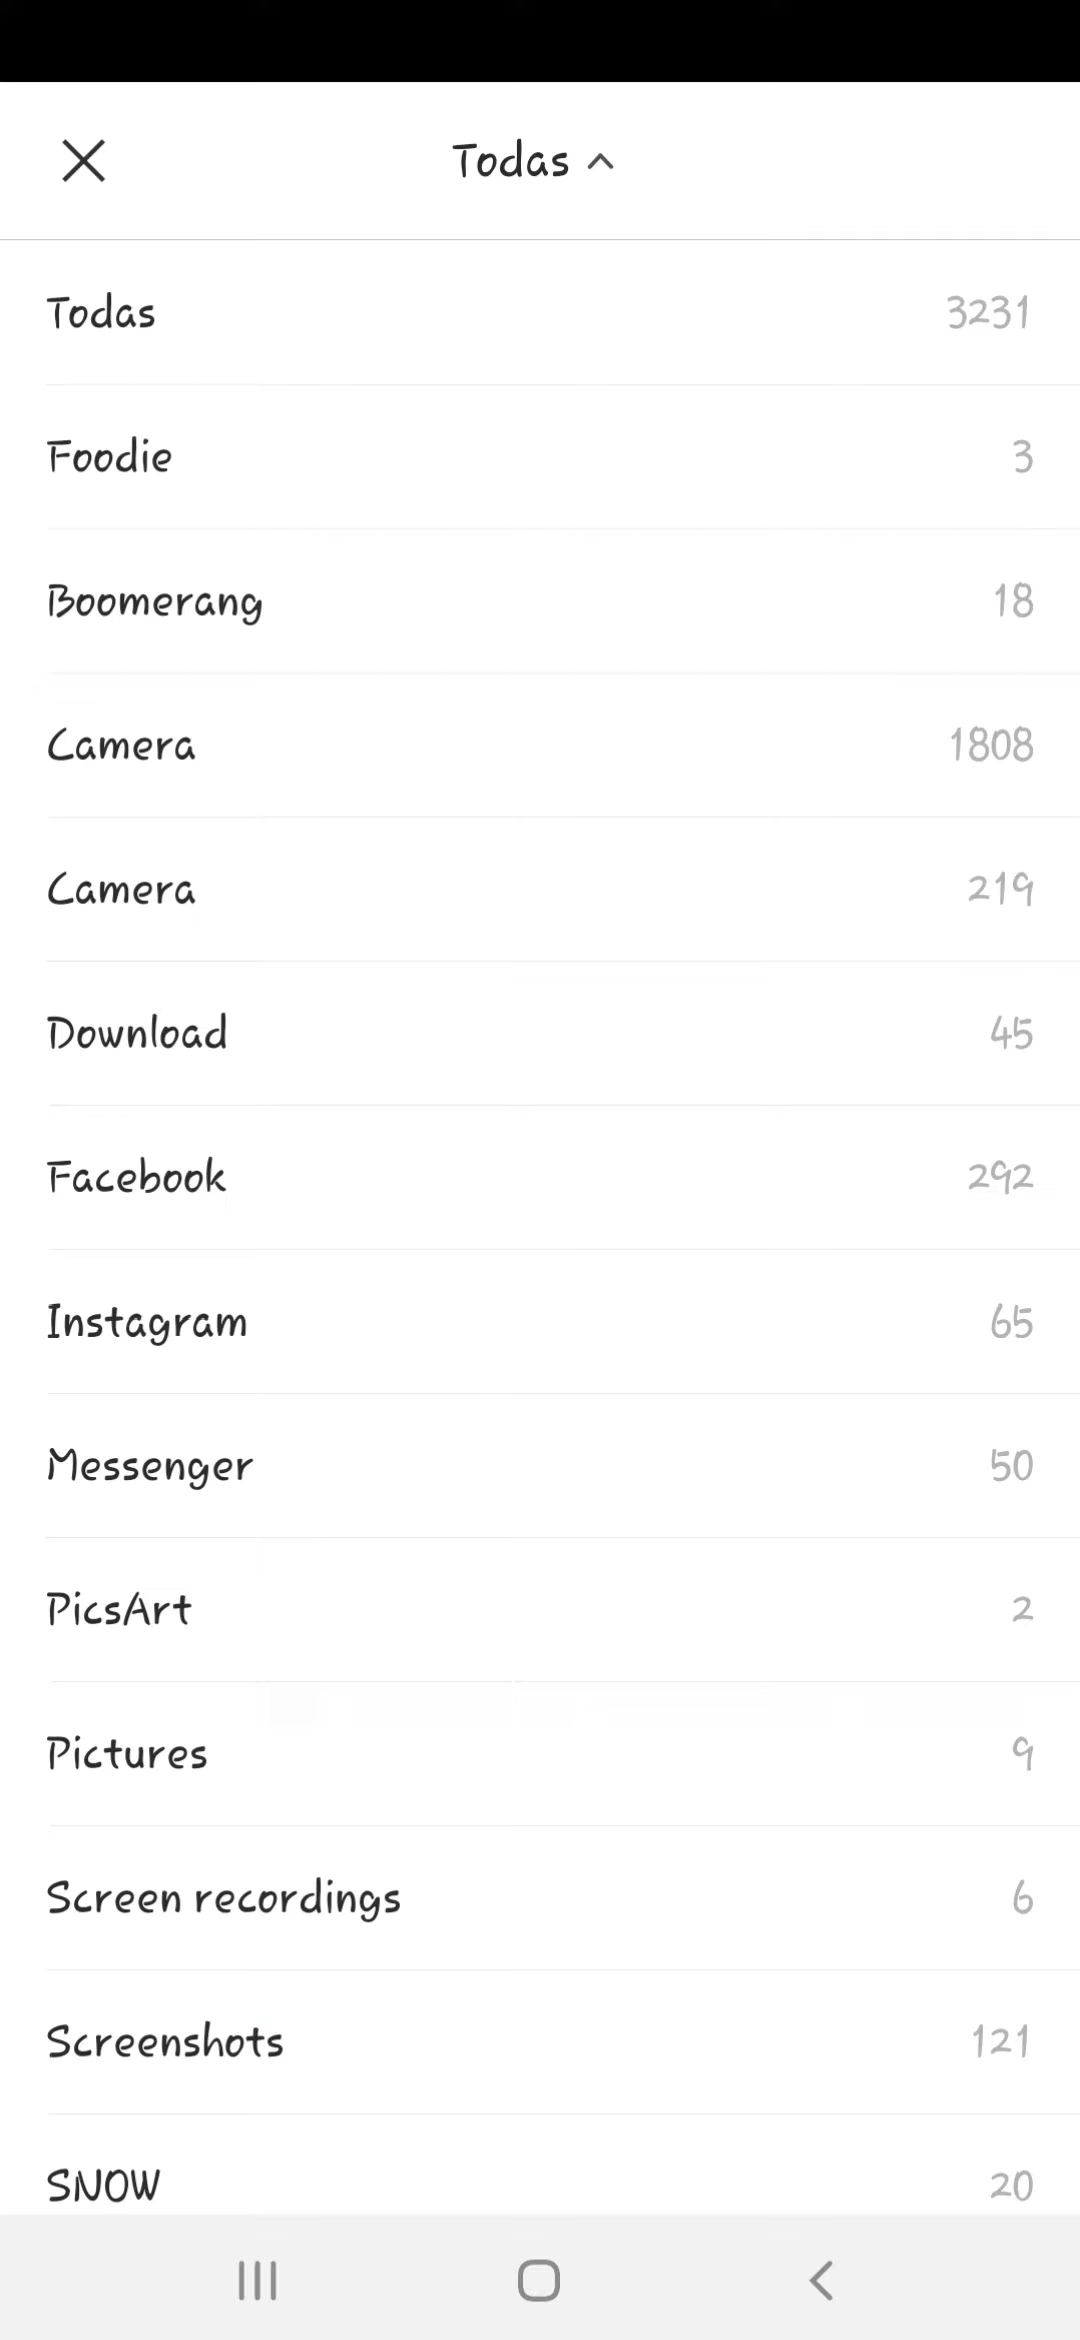 Todas
Todas 3231
Foodie 3
Boomerang 18
Camera 1808
Camera 219
Download 45
Facebook 292
Instagram 65
Messenger 50
PicsArt 2
Pictures 9
Screen recordings 6
Screenshots 121
SNOW 20